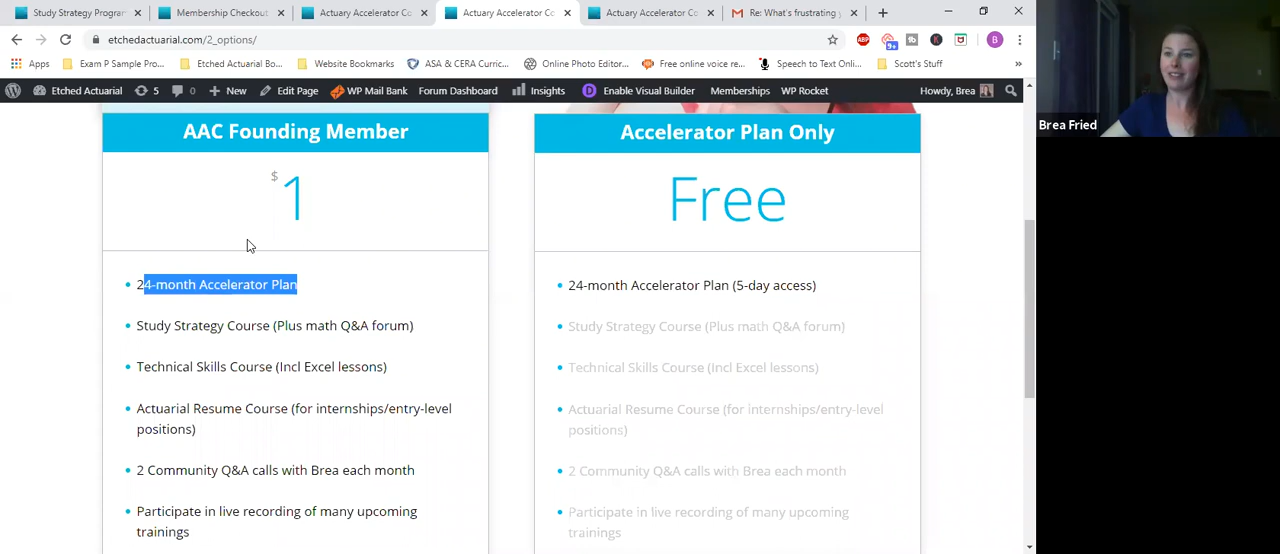 Study Strategy Program
Membership Checkout
Actuary Accelerator Co
Actuary Accelerator Co
Actuary Accelerator Co
Re: What's frustrating y
etchedactuarial.com/2_options/
ABP
9+
B
Apps
Exam P Sample Pro...
Etched Actuarial Bo...
Website Bookmarks
ASA & CERA Curricu...
Online Photo Editor...
Free online voice re...
Speech to Text Onli...
Scott's Stuff
Etched Actuarial
5
0
New
Edit Page
WP Mail Bank
Forum Dashboard
Insights
Enable Visual Builder
Memberships
WP Rocket
Howdy, Brea
Brea Fried
AAC Founding Member
$1
24-month Accelerator Plan
Study Strategy Course (Plus math Q&A forum)
Technical Skills Course (Incl Excel lessons)
Actuarial Resume Course (for internships/entry-level
positions)
2 Community Q&A calls with Brea each month
Participate in live recording of many upcoming
trainings
Accelerator Plan Only
Free
24-month Accelerator Plan (5-day access)
Study Strategy Course (Plus math Q&A forum)
Technical Skills Course (Incl Excel lessons)
Actuarial Resume Course (for internships/entry-level
positions)
2 Community Q&A calls with Brea each month
Participate in live recording of many upcoming
trainings